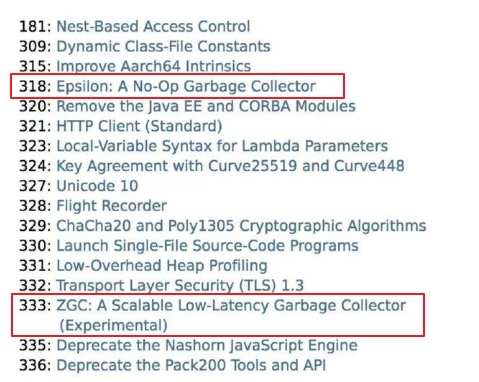 181: Nest-Based Access Control
309: Dynamic Class-File Constants
315: Improve Aarch64 Intrinsics
318: Epsilon: A No-Op Garbage Collector
320: Remove the Java EE and CORBA Modules
321: HTTP Client (Standard)
323: Local-Variable Syntax for Lambda Parameters
324: Key Agreement with Curve25519 and Curve448
327: Unicode 10
328: Flight Recorder
329: ChaCha20 and Poly1305 Cryptographic Algorithms
330: Launch Single-File Source-Code Programs
331: Low-Overhead Heap Profiling
332: Transport Layer Security (TLS) 1.3
333: ZGC: A Scalable Low-Latency Garbage Collector
(Experimental)
335: Deprecate the Nashorn JavaScript Engine
336: Deprecate the Pack200 Tools and API